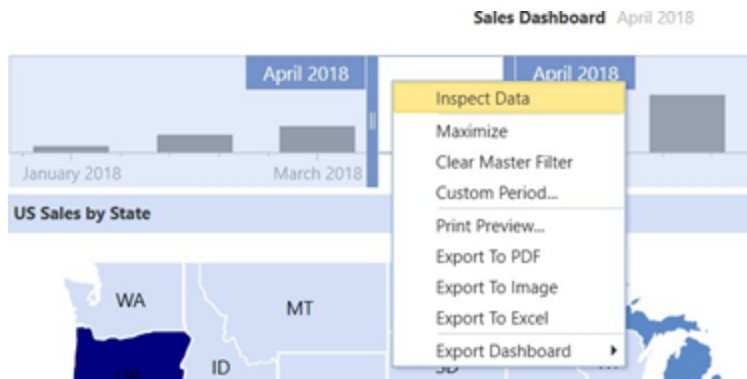 Sales Dashboard April 2018
April 2018
April 2018
Inspect Data
Maximize
Clear Master Filter
Custom Period...
Print Preview...
Export To PDF
Export To Image
Export To Excel
Export Dashboard
January 2018
March 2018
US Sales by State
WA
MT
OR
ID
SD